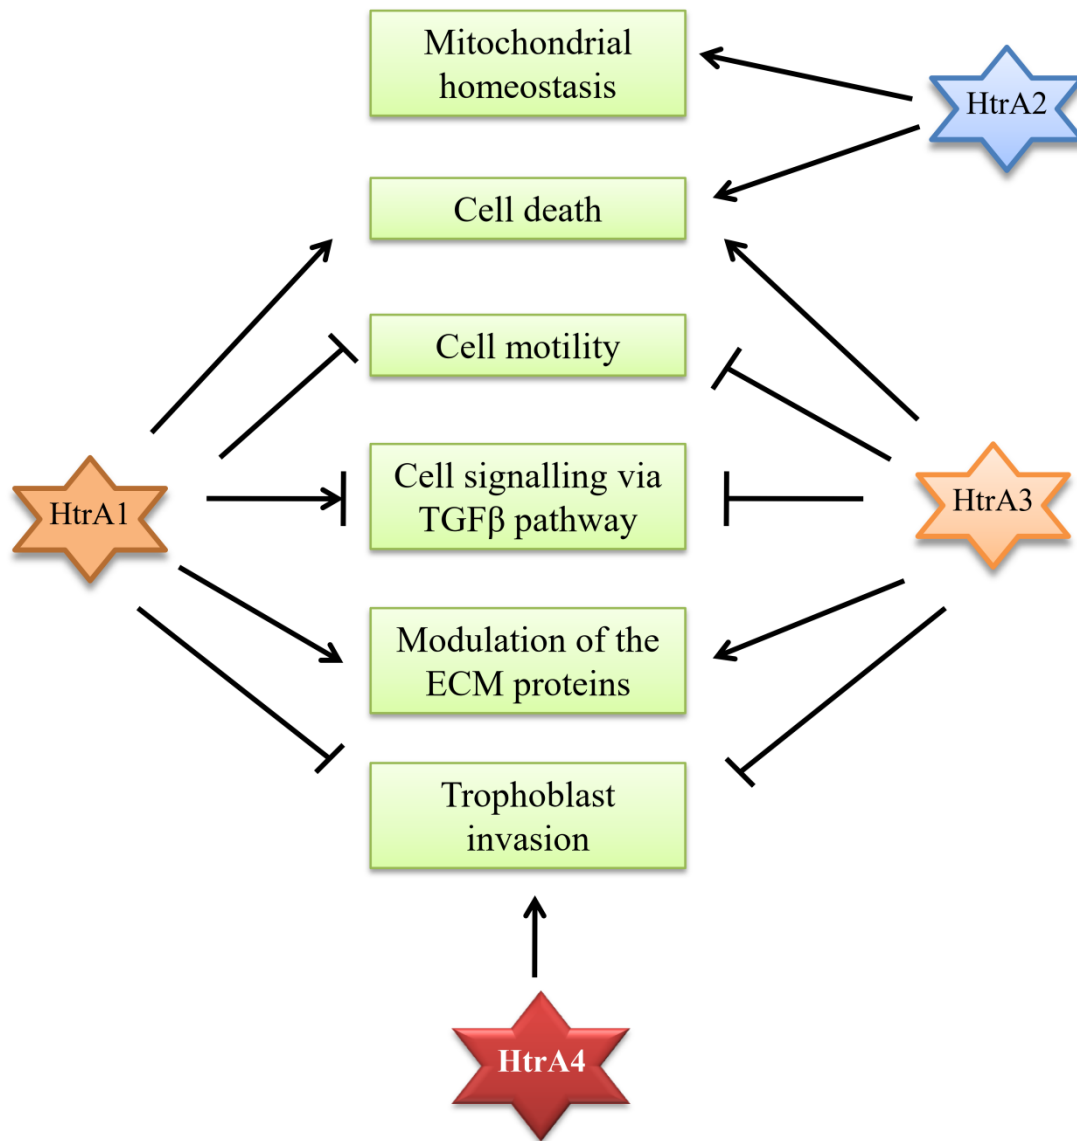 Mitochondrial
homeostasis
HtrA2
Cell death
Cell motility
Cell signalling via
TGFβ pathway
HtrA1
HtrA3
Modulation of the
ECM proteins
Trophoblast
invasion
HtrA4